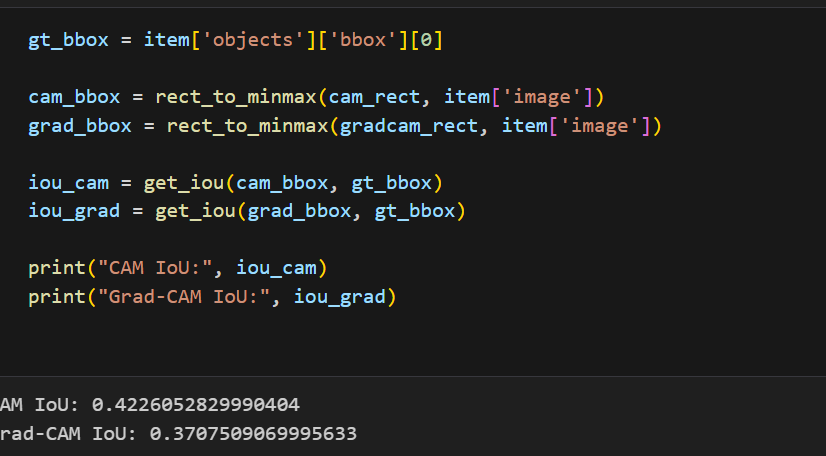 gt_bbox = item['objects']['bbox'][0]
cam_bbox = rect_to_minmax(cam_rect, item['image'])
grad_bbox = rect_to_minmax(gradcam_rect, item['image'])
iou_cam = get_iou(cam_bbox, gt_bbox)
iou_grad = get_iou(grad_bbox, gt_bbox)
print("CAM IoU:", iou_cam)
print("Grad-CAM IoU:", iou_grad)
AM IoU: 0.4226052829990404
rad-CAM IoU: 0.3707509069995633